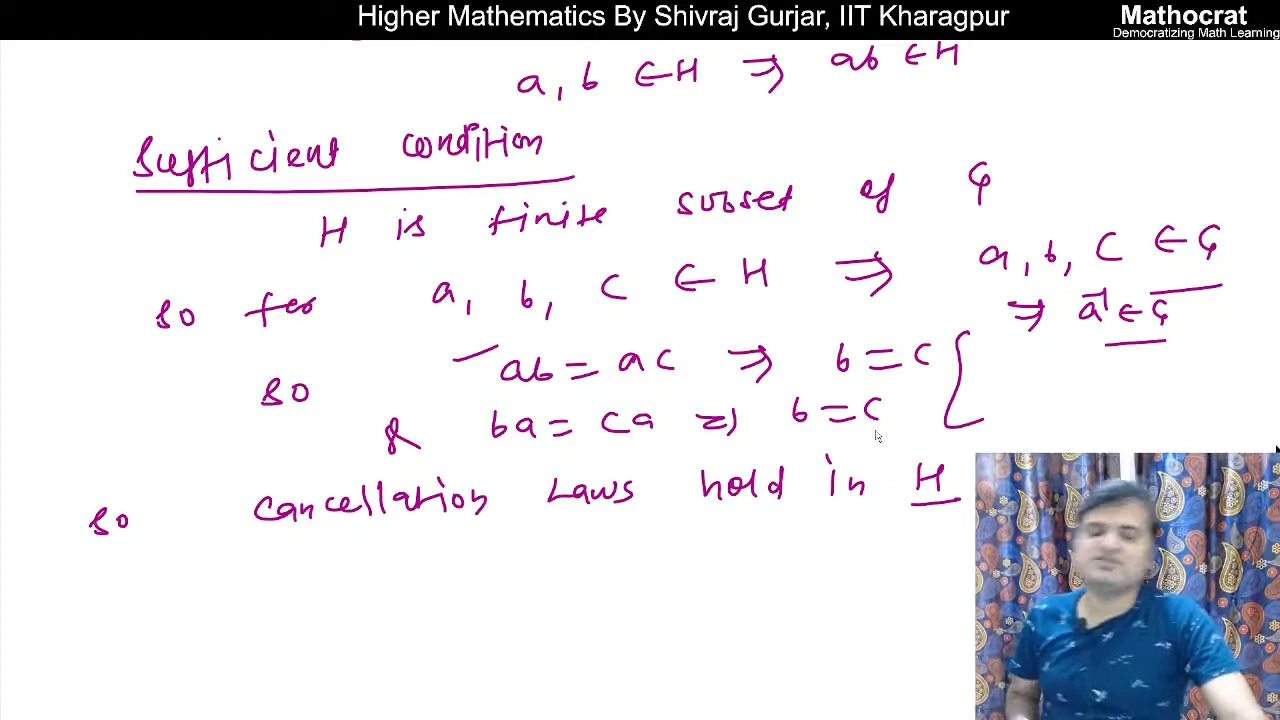 Higher Mathematics By Shivraj Gurjar, IIT Kharagpur
Mathocrat
Democratizing Math Learning
a, b ∈ H ⇒ ab ∈ H
Sufficient condition
H is finite subset of G
so for a, b, c ∈ H ⇒ a, b, c ∈ G
⇒ a⁻¹ ∈ G
so ab = ac ⇒ b = c
& ba = ca ⇒ b = c
so cancellation Laws hold in H